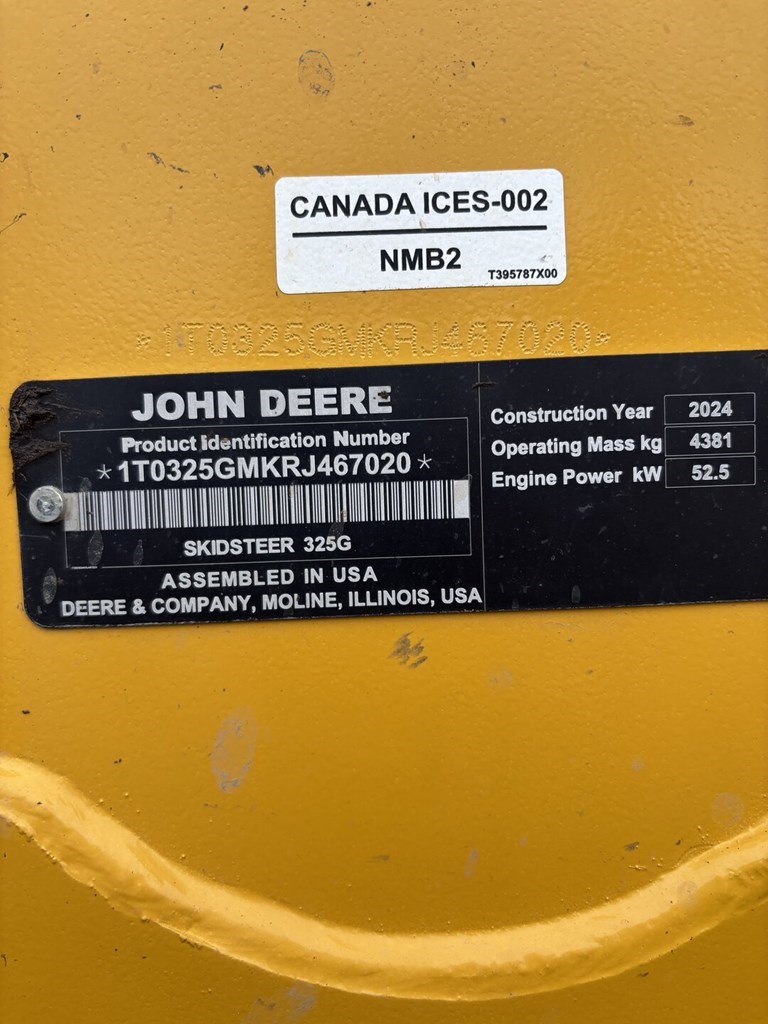 CANADA ICES-002
NMB2
T395787X00
*1T0325GMKRJ467020*
JOHN DEERE
Product Identification Number
*1T0325GMKRJ467020*
SKIDSTEER 325G
ASSEMBLED IN USA
DEERE & COMPANY, MOLINE, ILLINOIS, USA
Construction Year 2024
Operating Mass kg 4381
Engine Power kW 52.5